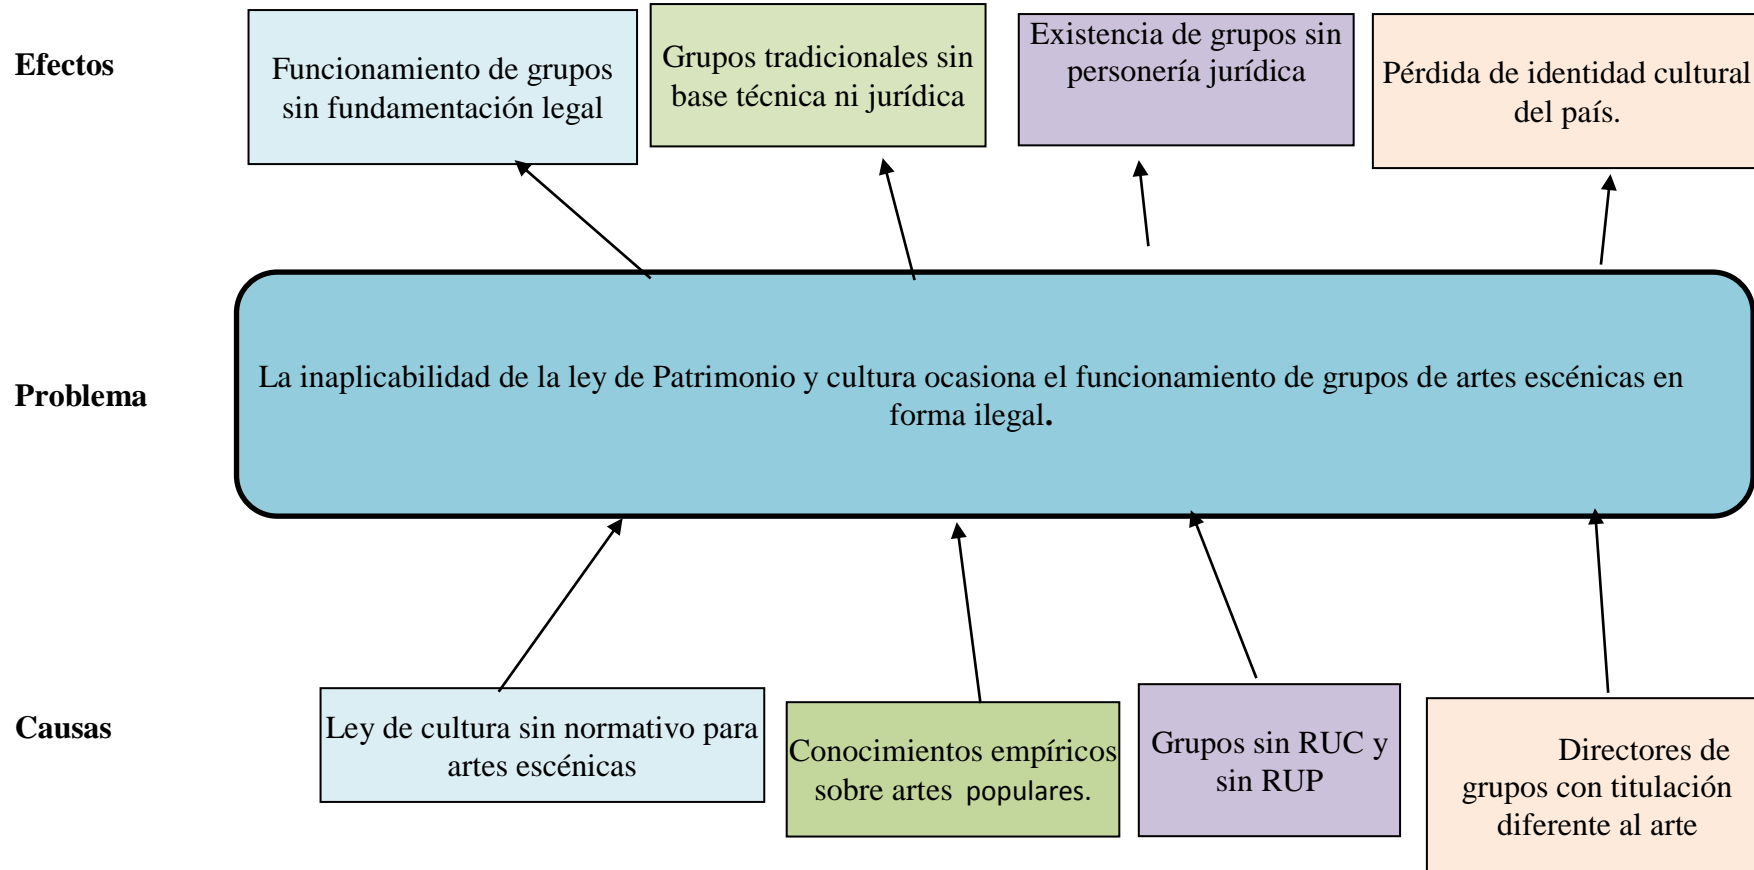 Efectos
Funcionamiento de grupos
sin fundamentación legal
Grupos tradicionales sin
base técnica ni jurídica
Existencia de grupos sin
personería jurídica
Pérdida de identidad cultural
del país.
Problema
La inaplicabilidad de la ley de Patrimonio y cultura ocasiona el funcionamiento de grupos de artes escénicas en
forma ilegal.
Causas
Ley de cultura sin normativo para
artes escénicas
Conocimientos empíricos
sobre artes populares.
Grupos sin RUC y
sin RUP
Directores de
grupos con titulación
diferente al arte